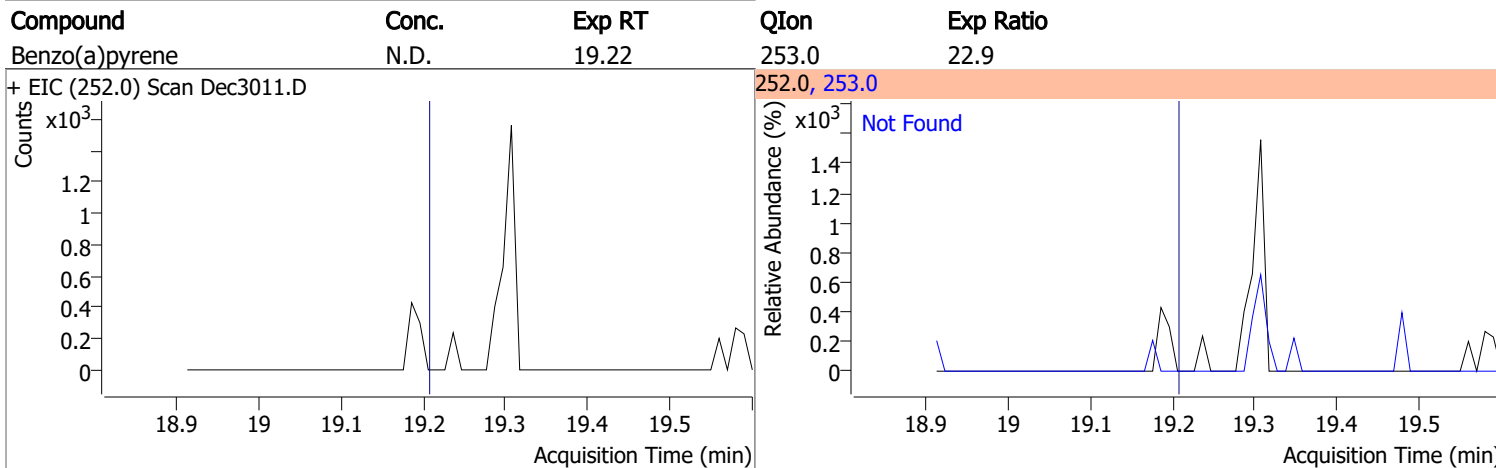 Compound Conc. Exp RT QIon Exp Ratio
Benzo(a)pyrene N.D. 19.22 253.0 22.9
+ EIC (252.0) Scan Dec3011.D
Counts
x10³
1.2
1
0.8
0.6
0.4
0.2
0
18.9 19 19.1 19.2 19.3 19.4 19.5
Acquisition Time (min)
252.0, 253.0
Relative Abundance (%)
x10³
Not Found
1.4
1.2
1
0.8
0.6
0.4
0.2
0
18.9 19 19.1 19.2 19.3 19.4 19.5
Acquisition Time (min)